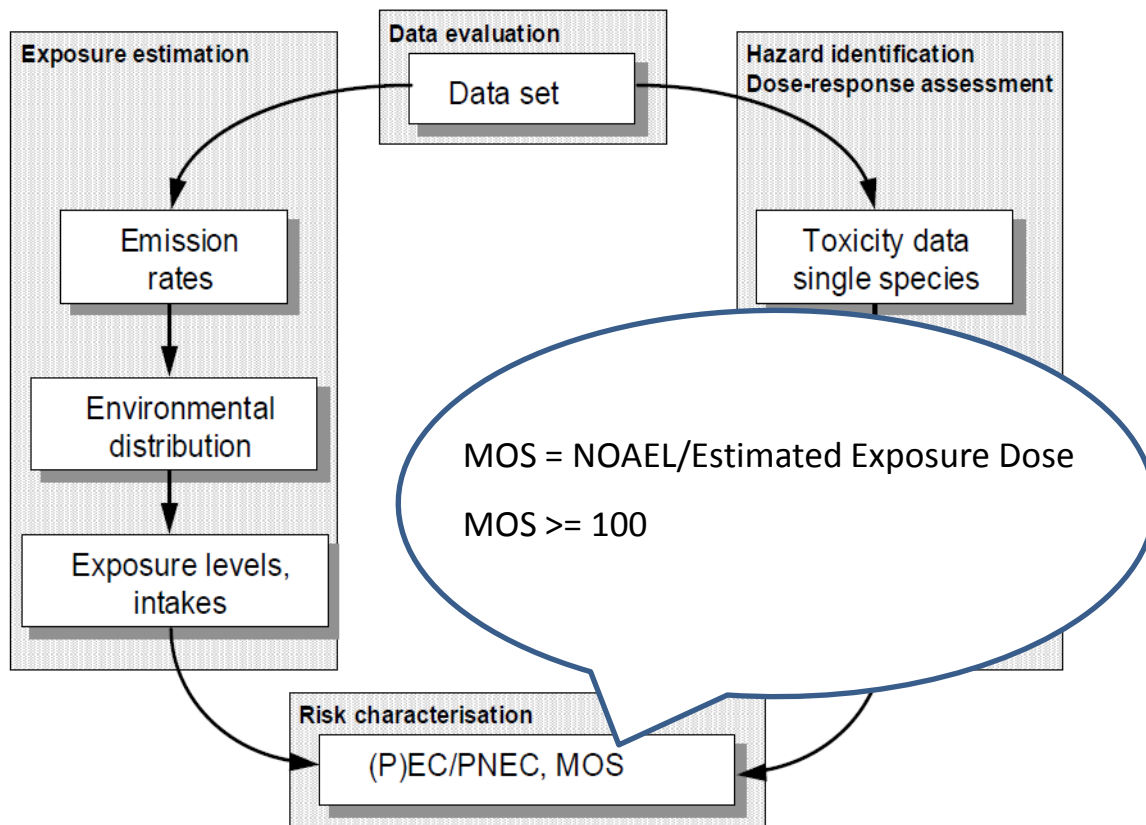 Exposure estimation
Data evaluation
Data set
Hazard identification
Dose-response assessment
Emission
rates
Toxicity data
single species
Environmental
distribution
MOS = NOAEL/Estimated Exposure Dose
MOS >= 100
Exposure levels,
intakes
Risk characterisation
(P)EC/PNEC, MOS